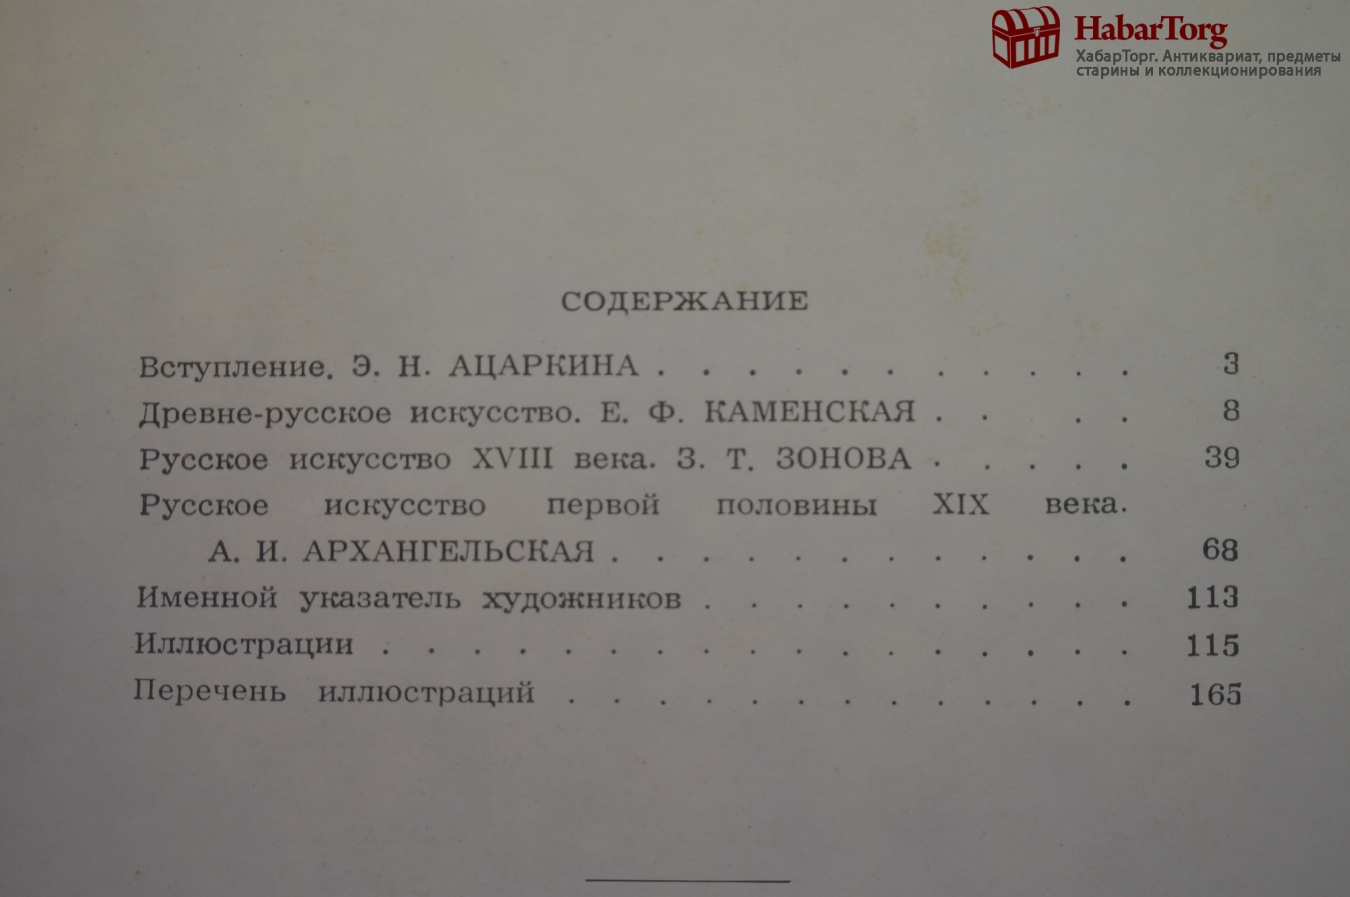 HabarTorg
ХабарТорг. Антиквариат, предметы
старины и коллекционирования
СОДЕРЖАНИЕ
Вступление. Э. Н. АЦАРКИНА . . . . . . . . . . . 3
Древне-русское искусство. Е. Ф. КАМЕНСКАЯ . . . . 8
Русское искусство XVIII века. З. Т. ЗОНОВА . . . . . 39
Русское искусство первой половины XIX века.
А. И. АРХАНГЕЛЬСКАЯ . . . . . . . . . . . . 68
Именной указатель художников . . . . . . . . . . 113
Иллюстрации . . . . . . . . . . . . . . . . . 115
Перечень иллюстраций . . . . . . . . . . . . . 165